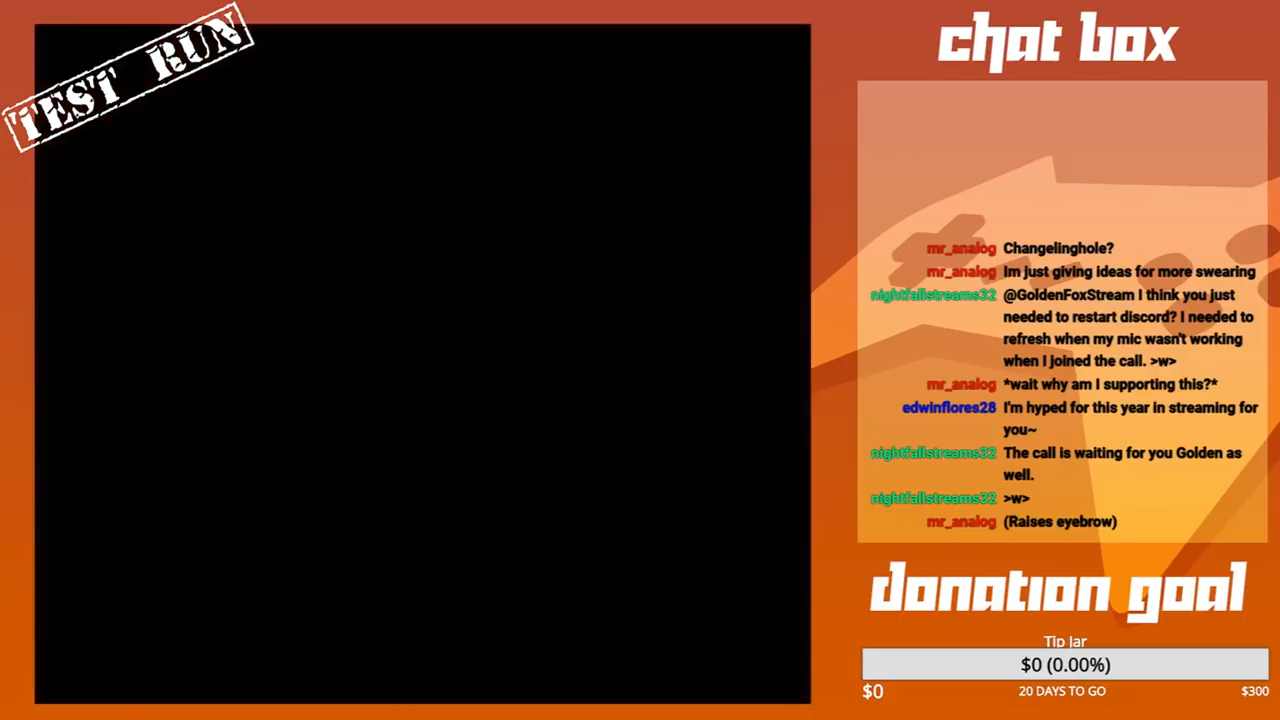 TEST RUN
chat box
mr_analog Changelinghole?
mr_analog Im just giving ideas for more swearing
nightfallstreams32 @GoldenFoxStream I think you just
needed to restart discord? I needed to
refresh when my mic wasn't working
when I joined the call. >w>
mr_analog *wait why am I supporting this?*
edwinflores28 I'm hyped for this year in streaming for
you~
nightfallstreams32 The call is waiting for you Golden as
well.
nightfallstreams32 >w>
mr_analog (Raises eyebrow)
donation goal
Tip Jar
$0 (0.00%)
$0 20 DAYS TO GO $300